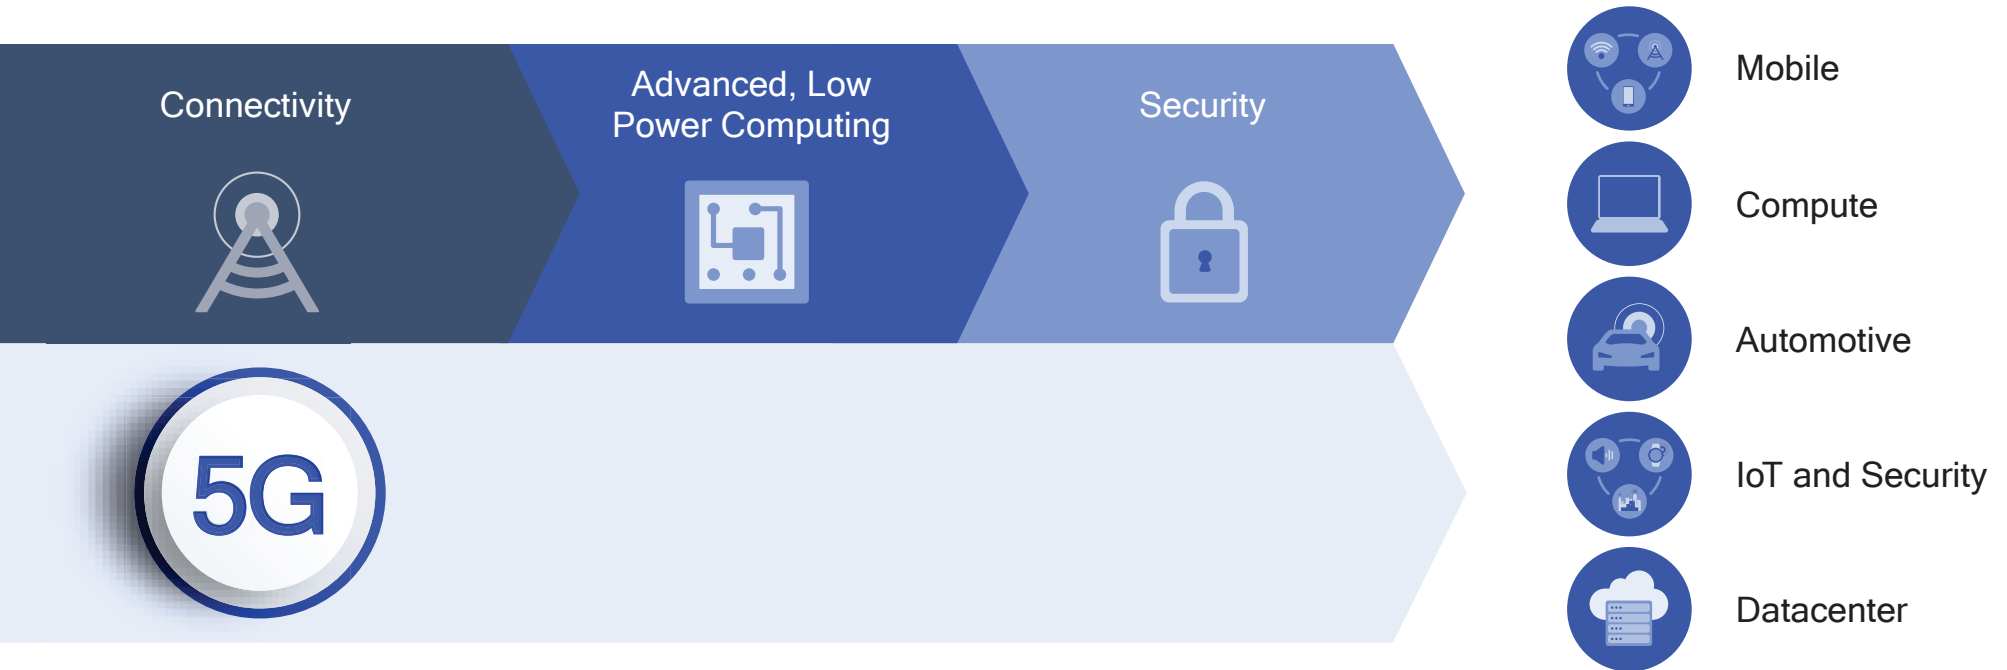 Connectivity
Advanced, Low
Power Computing
Security
5G
Mobile
Compute
Automotive
IoT and Security
Datacenter